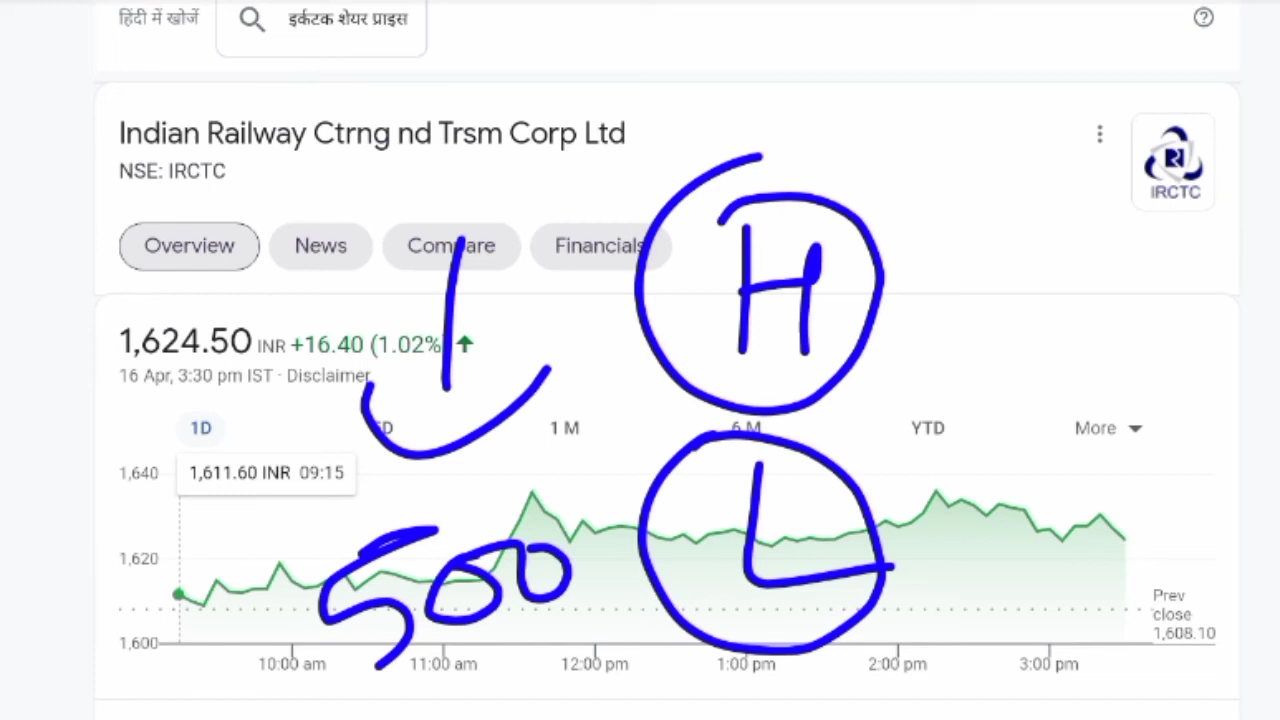 हिंदी में खोजें
इर्कटक शेयर प्राइस
Indian Railway Ctrng nd Trsm Corp Ltd
NSE: IRCTC
IRCTC
Overview News Compare Financials
H
1,624.50 INR +16.40 (1.02%)
16 Apr, 3:30 pm IST · Disclaimer
1D 5D 1 M 6 M YTD More
1,640
1,611.60 INR 09:15
L
1,620
500
Prev
close
1,608.10
1,600
10:00 am 11:00 am 12:00 pm 1:00 pm 2:00 pm 3:00 pm